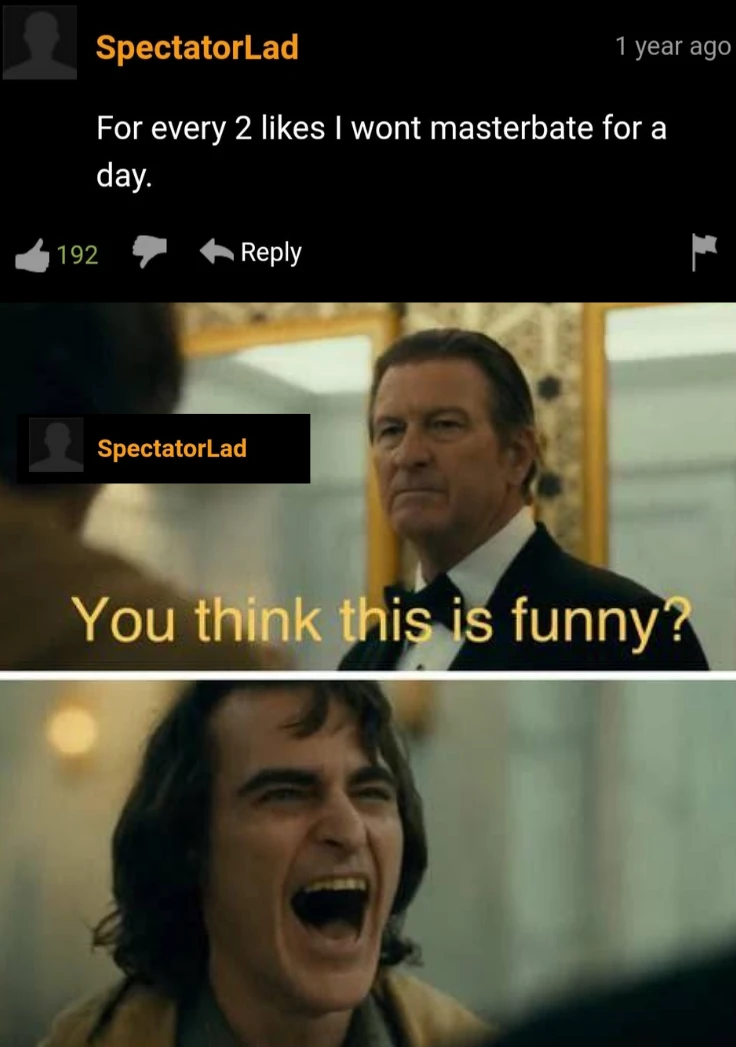 SpectatorLad
1 year ago
For every 2 likes I wont masterbate for a
day.
192
Reply
SpectatorLad
You think this is funny?